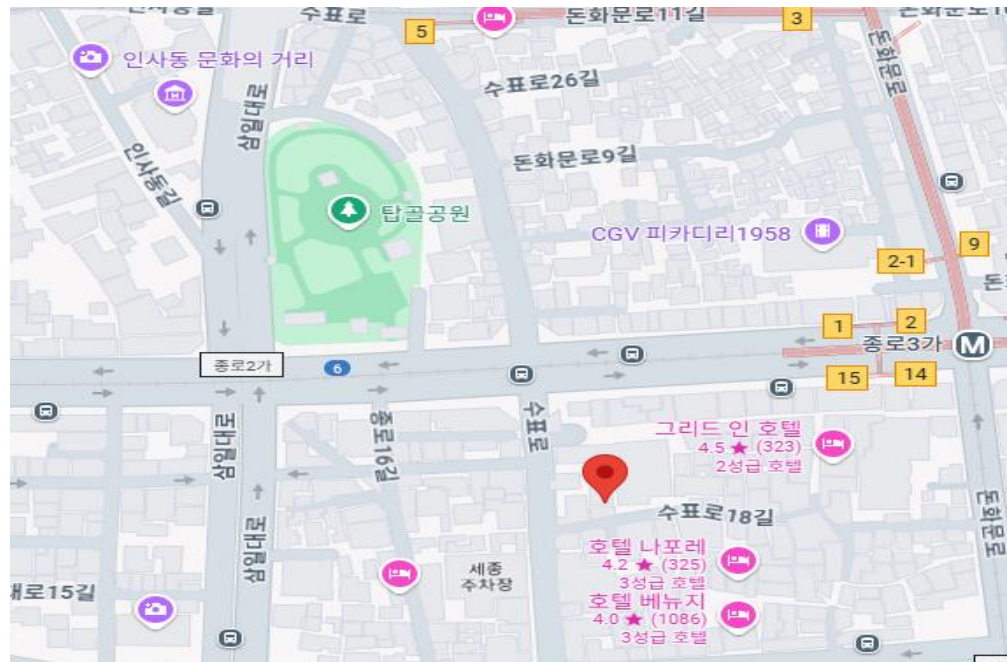 수표로
돈화문로11길
3
5
인사동 문화의 거리
수표로26길
돈화문로
삼일대로
인사동길
돈화문로9길
탑골공원
CGV 피카디리1958
9
2-1
1
2
종로3가
M
종로2가
6
15
14
수표로
삼일대로
종로16길
그리드 인 호텔
4.5 ★ (323)
2성급 호텔
수표로18길
돈화문로
삼일대로
호텔 나포레
4.2 ★ (325)
3성급 호텔
세종
주차장
호텔 베뉴지
4.0 ★ (1086)
3성급 호텔
로15길